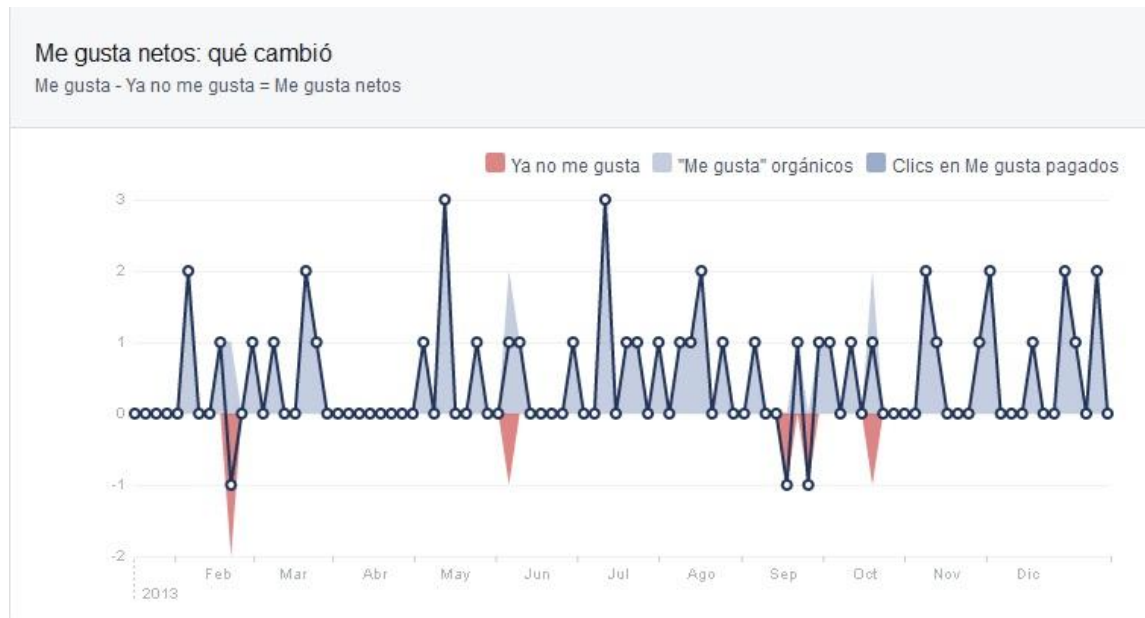 Me gusta netos: qué cambió
Me gusta - Ya no me gusta = Me gusta netos
Ya no me gusta "Me gusta" orgánicos Clics en Me gusta pagados
3
2
1
0
-1
-2
Feb Mar Abr May Jun Jul Ago Sep Oct Nov Dic
2013